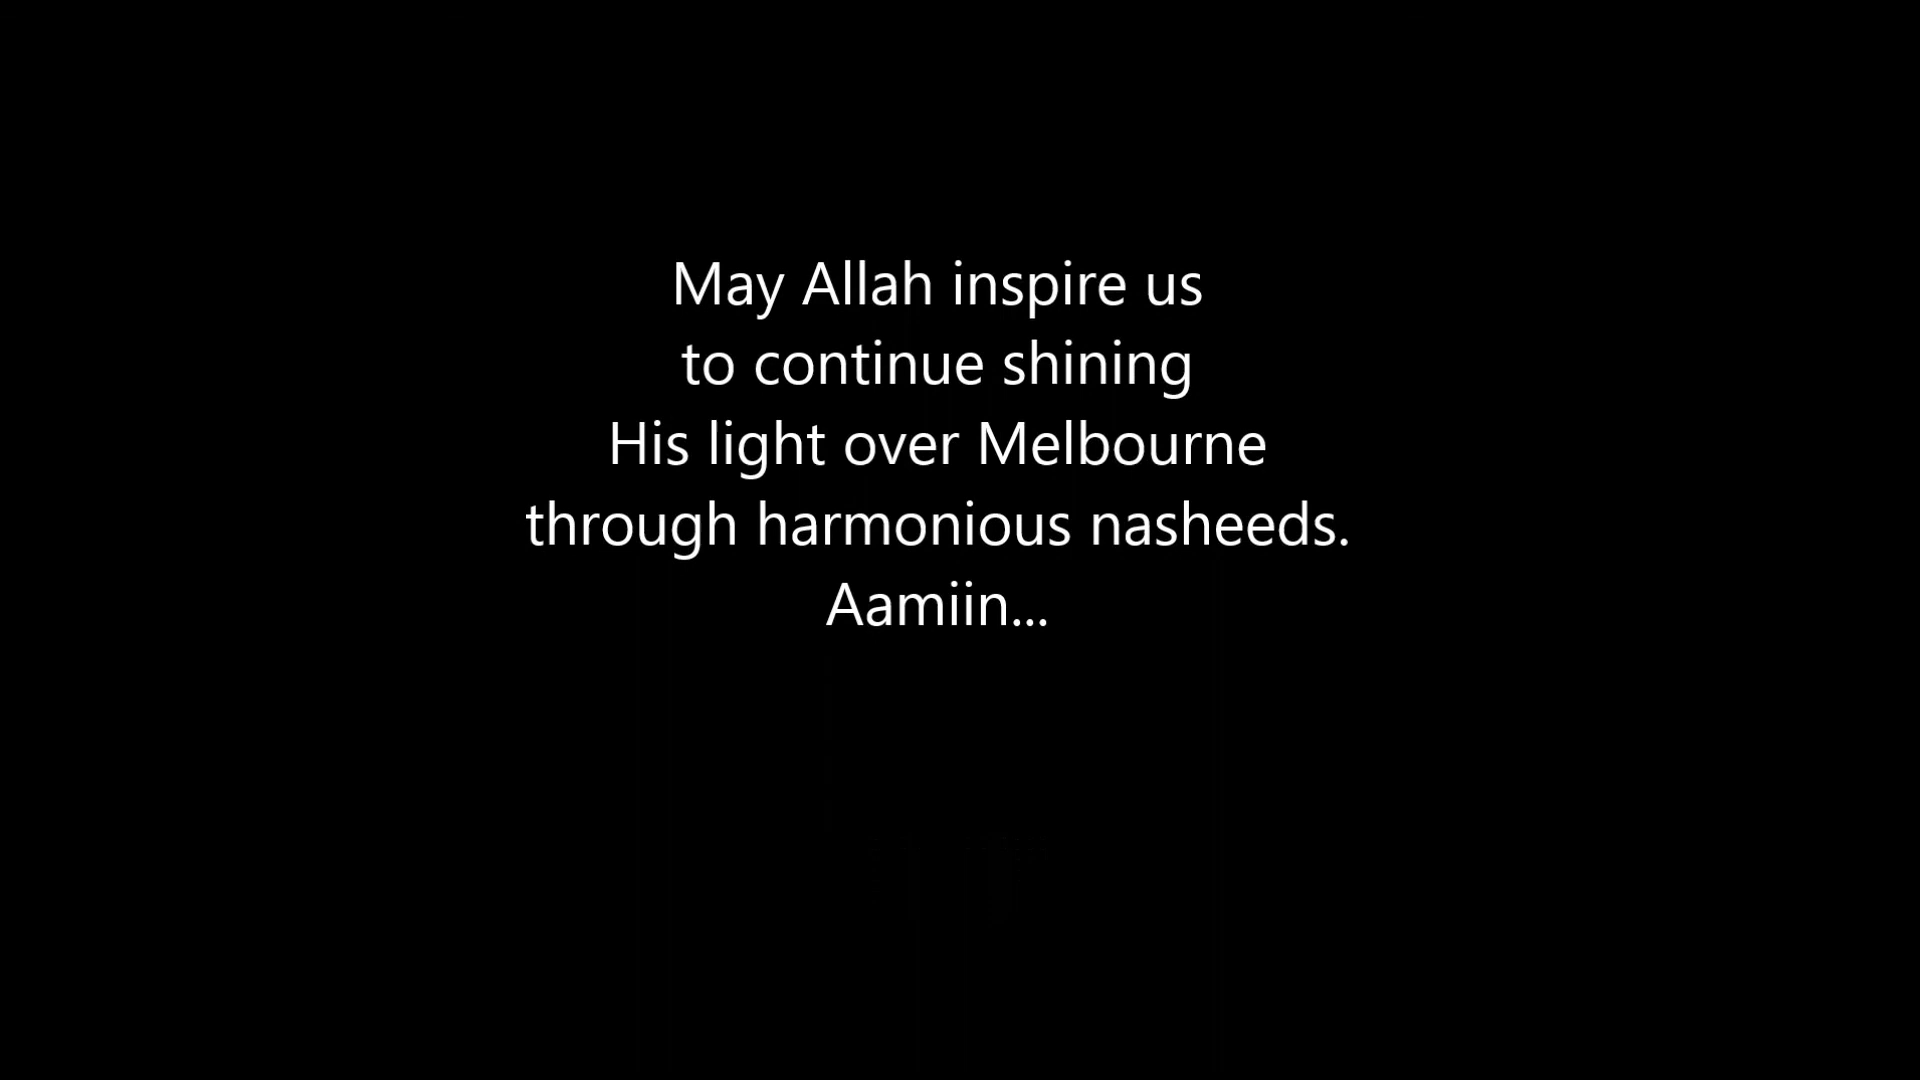 May Allah inspire us
to continue shining
His light over Melbourne
through harmonious nasheeds.
Aamiin...